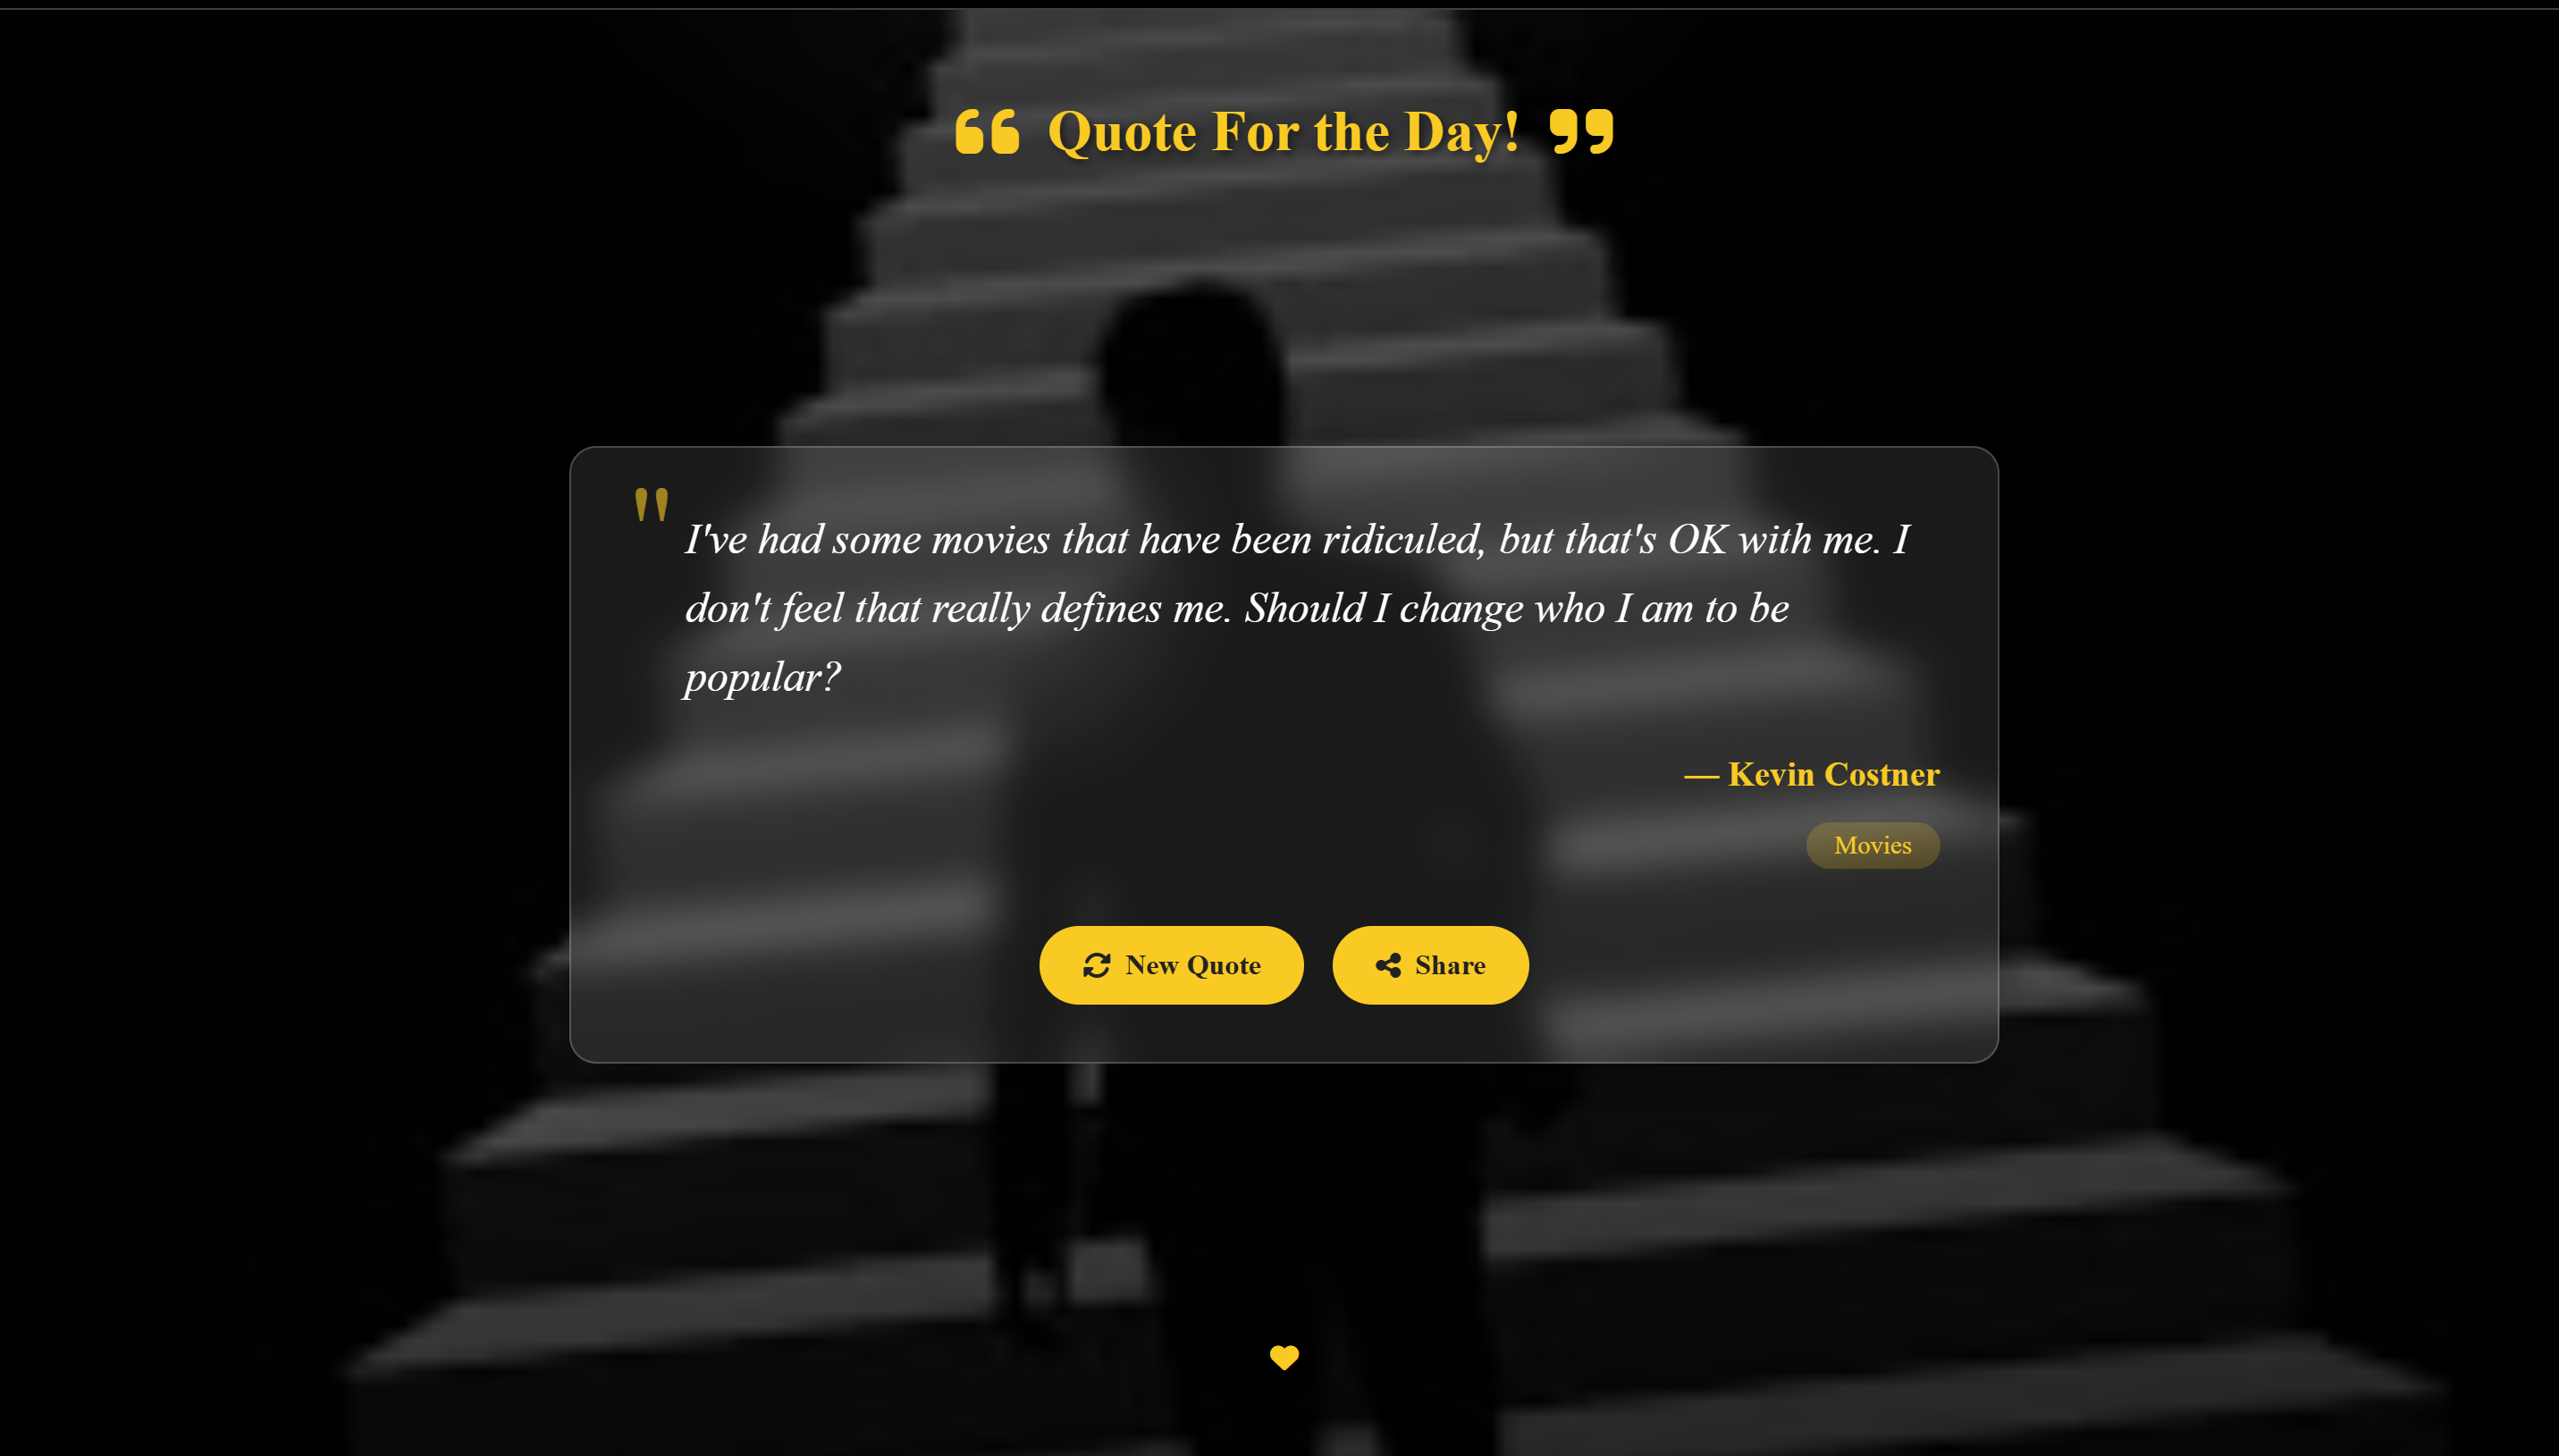 Quote For the Day!
"
I've had some movies that have been ridiculed, but that's OK with me. I
don't feel that really defines me. Should I change who I am to be
popular?
— Kevin Costner
Movies
New Quote
Share